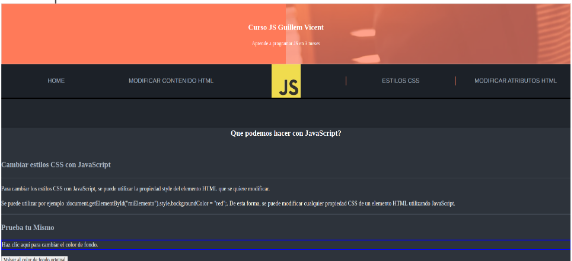 Curso JS Guillem Vicent
Aprende a programar JS en 3 meses
HOME
MODIFICAR CONTENIDO HTML
JS
ESTILOS CSS
MODIFICAR ATRIBUTOS HTML
Que podemos hacer con JavaScript?
Cambiar estilos CSS con JavaScript
Para cambiar los estilos CSS con JavaScript, se puede utilizar la propiedad style del elemento HTML que se quiere modificar.
Se puede utilizar por ejemplo :document.getElementById("miElemento").style.backgroundColor = "red";. De esta forma, se puede modificar cualquier propiedad CSS de un elemento HTML utilizando JavaScript.
Prueba tu Mismo
Haz clic aquí para cambiar el color de fondo.
Volver al color de fondo original